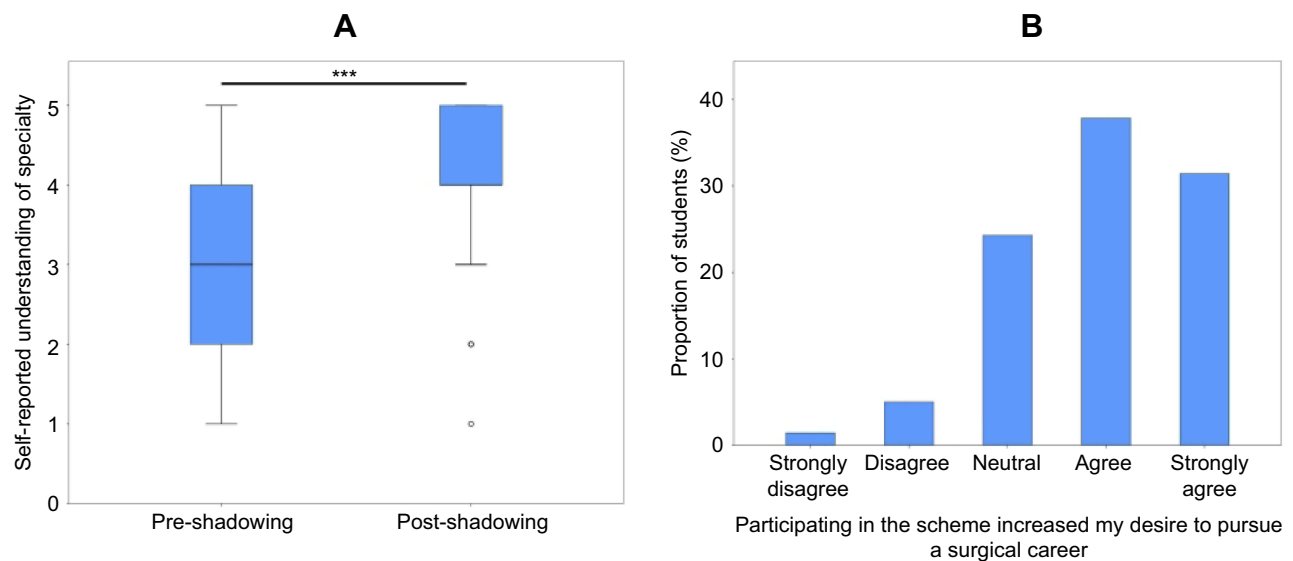 A
***
Self-reported understanding of specialty
5
4
3
2
1
0
Pre-shadowing
Post-shadowing
B
Proportion of students (%)
40
30
20
10
0
Strongly
disagree
Disagree
Neutral
Agree
Strongly
agree
Participating in the scheme increased my desire to pursue
a surgical career